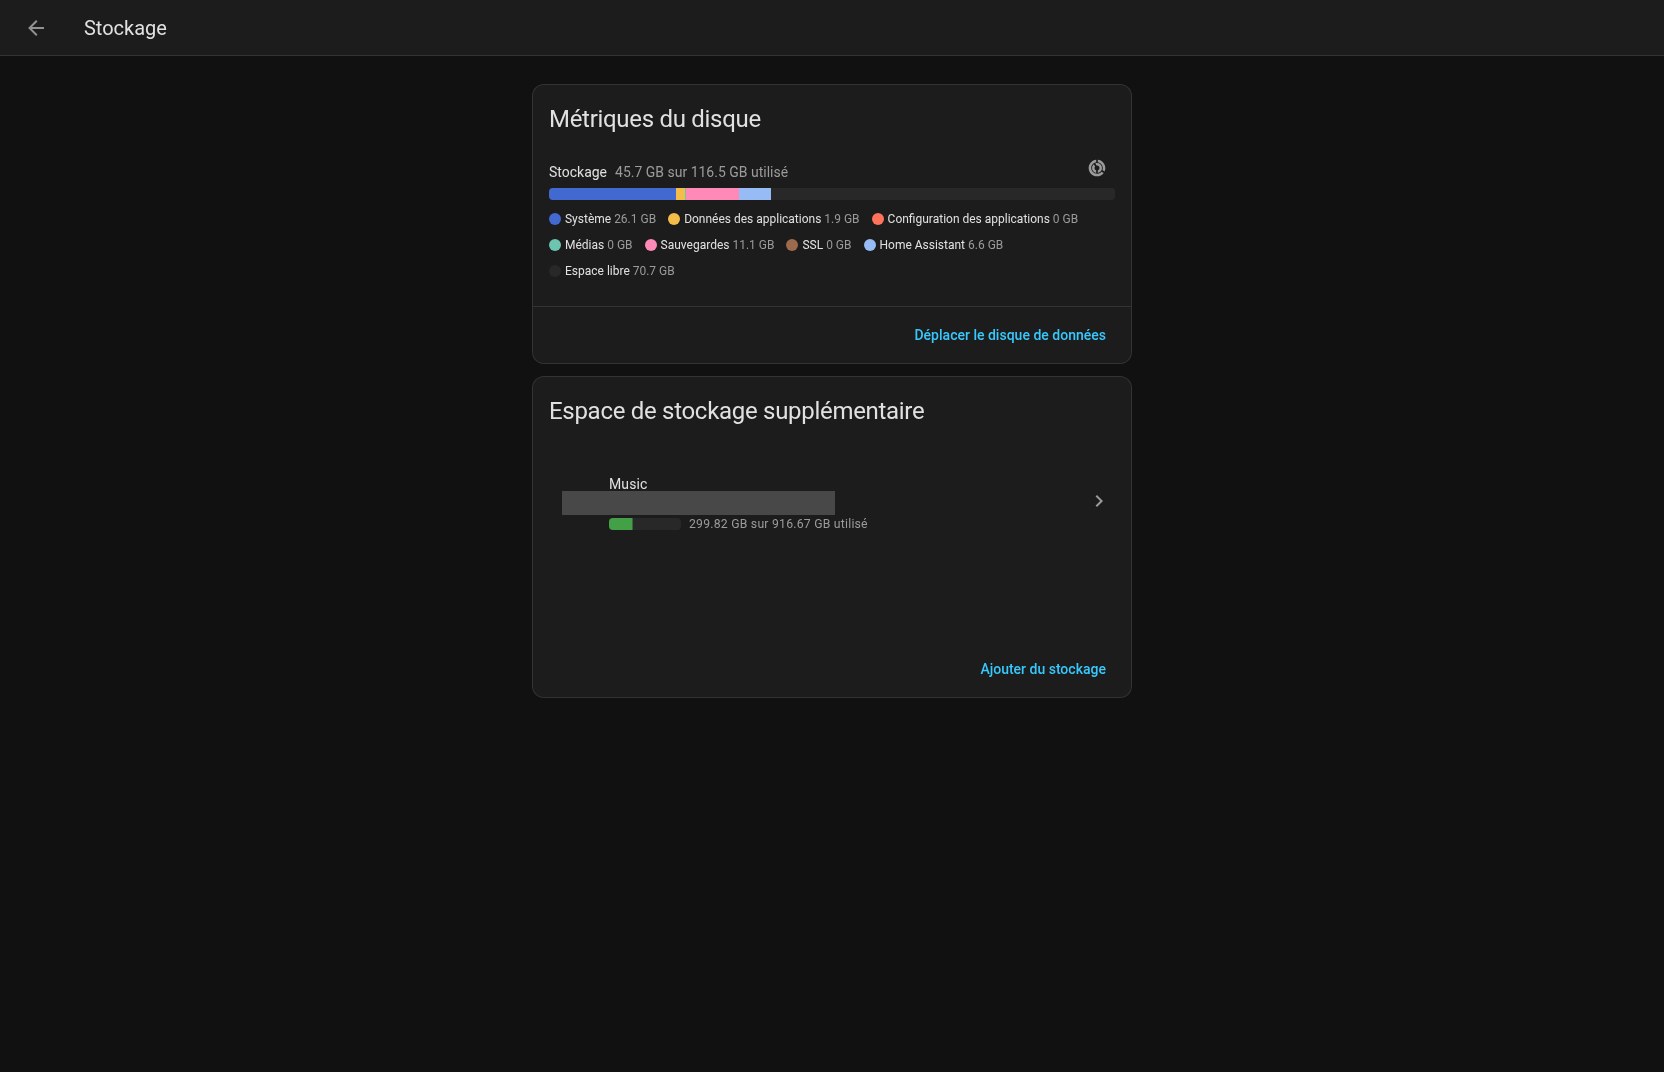 Stockage
Métriques du disque
Stockage 45.7 GB sur 116.5 GB utilisé
Système 26.1 GB Données des applications 1.9 GB Configuration des applications 0 GB
Médias 0 GB Sauvegardes 11.1 GB SSL 0 GB Home Assistant 6.6 GB
Espace libre 70.7 GB
Déplacer le disque de données
Espace de stockage supplémentaire
Music
299.82 GB sur 916.67 GB utilisé
Ajouter du stockage